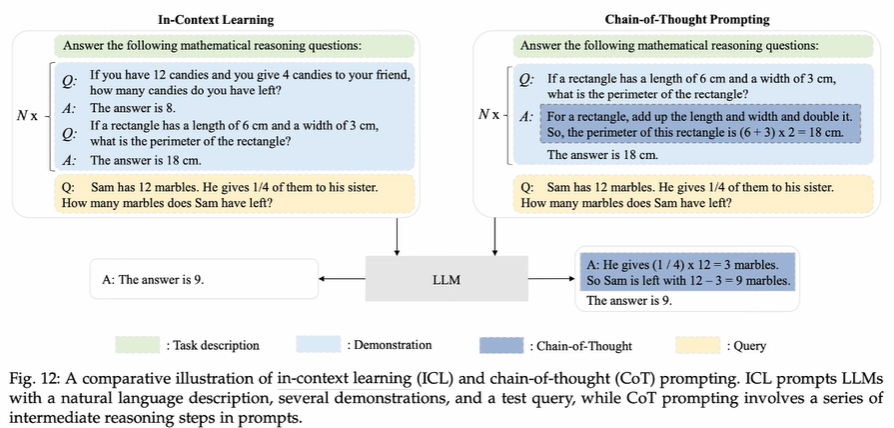 In-Context Learning
Answer the following mathematical reasoning questions:
N x
Q: If you have 12 candies and you give 4 candies to your friend,
how many candies do you have left?
A: The answer is 8.
Q: If a rectangle has a length of 6 cm and a width of 3 cm,
what is the perimeter of the rectangle?
A: The answer is 18 cm.
Q: Sam has 12 marbles. He gives 1/4 of them to his sister.
How many marbles does Sam have left?
Chain-of-Thought Prompting
Answer the following mathematical reasoning questions:
N x
Q: If a rectangle has a length of 6 cm and a width of 3 cm,
what is the perimeter of the rectangle?
A: For a rectangle, add up the length and width and double it.
So, the perimeter of this rectangle is (6 + 3) x 2 = 18 cm.
The answer is 18 cm.
Q: Sam has 12 marbles. He gives 1/4 of them to his sister.
How many marbles does Sam have left?
A: The answer is 9.
LLM
A: He gives (1 / 4) x 12 = 3 marbles.
So Sam is left with 12 – 3 = 9 marbles.
The answer is 9.
: Task description
: Demonstration
: Chain-of-Thought
: Query
Fig. 12: A comparative illustration of in-context learning (ICL) and chain-of-thought (CoT) prompting. ICL prompts LLMs
with a natural language description, several demonstrations, and a test query, while CoT prompting involves a series of
intermediate reasoning steps in prompts.